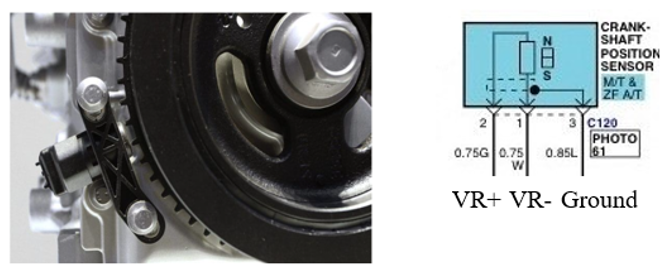 CRANK-
SHAFT
POSITION
SENSOR
M/T &
ZF A/T
N
S
2 1 3 C120
PHOTO
61
0.75G 0.75 0.85L
W
VR+ VR- Ground